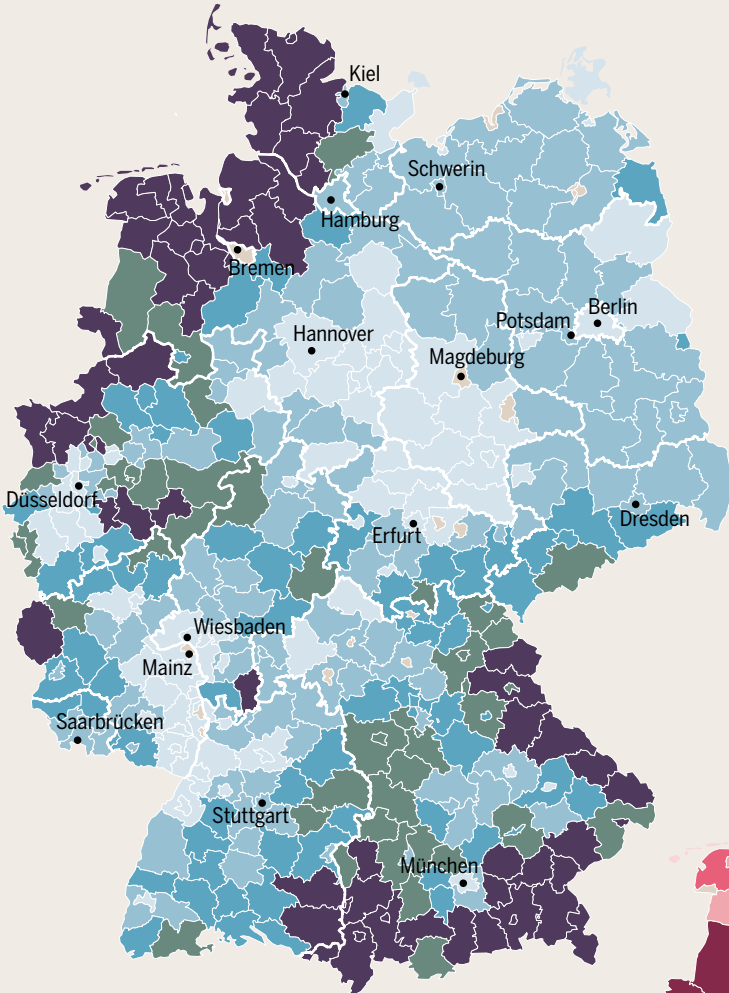 Kiel
Schwerin
Hamburg
Bremen
Berlin
Potsdam
Hannover
Magdeburg
Düsseldorf
Dresden
Erfurt
Wiesbaden
Mainz
Saarbrücken
Stuttgart
München